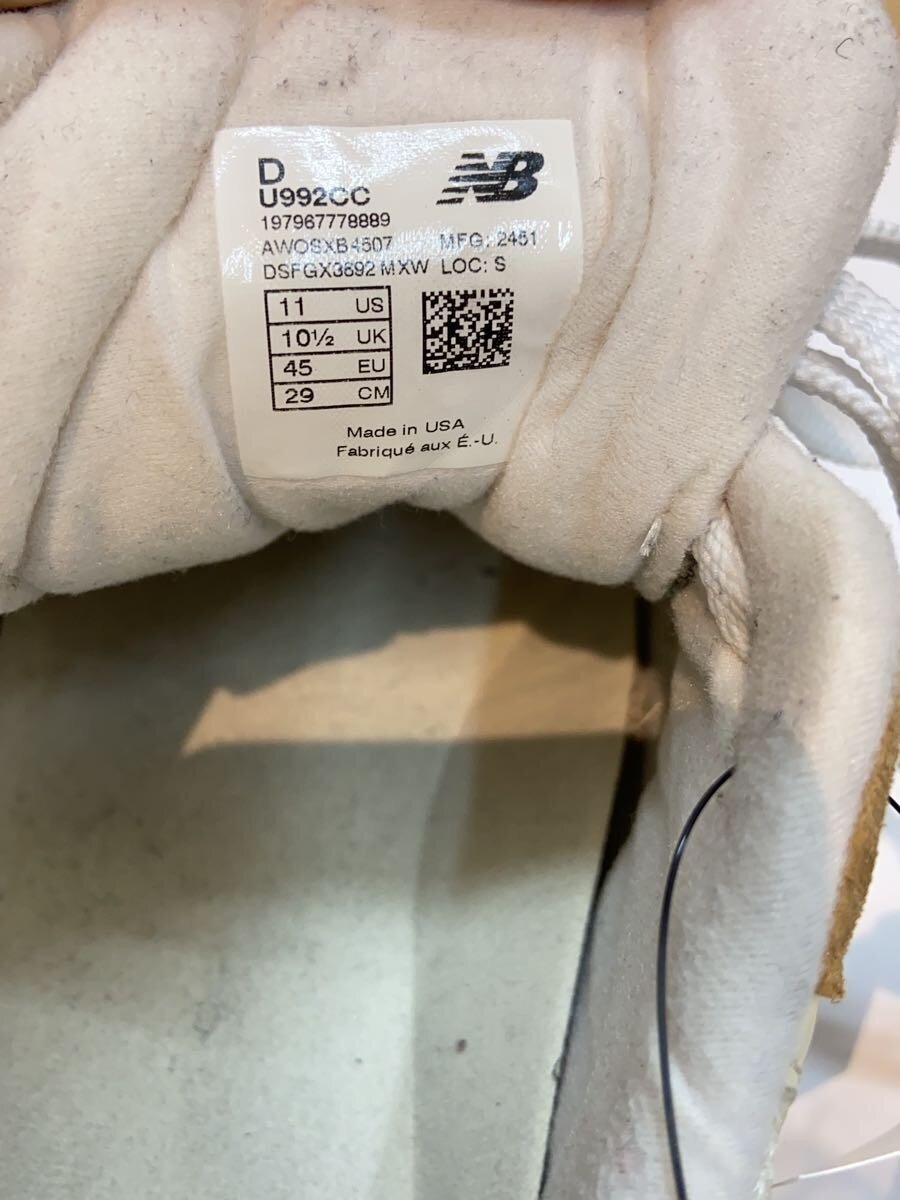 D
NB
U992CC
197967778889
AWOSXB4507 MFG: 2451
DSFGX3692 MXW LOC: S
11 US
10½ UK
45 EU
29 CM
Made in USA
Fabriqué aux É.-U.